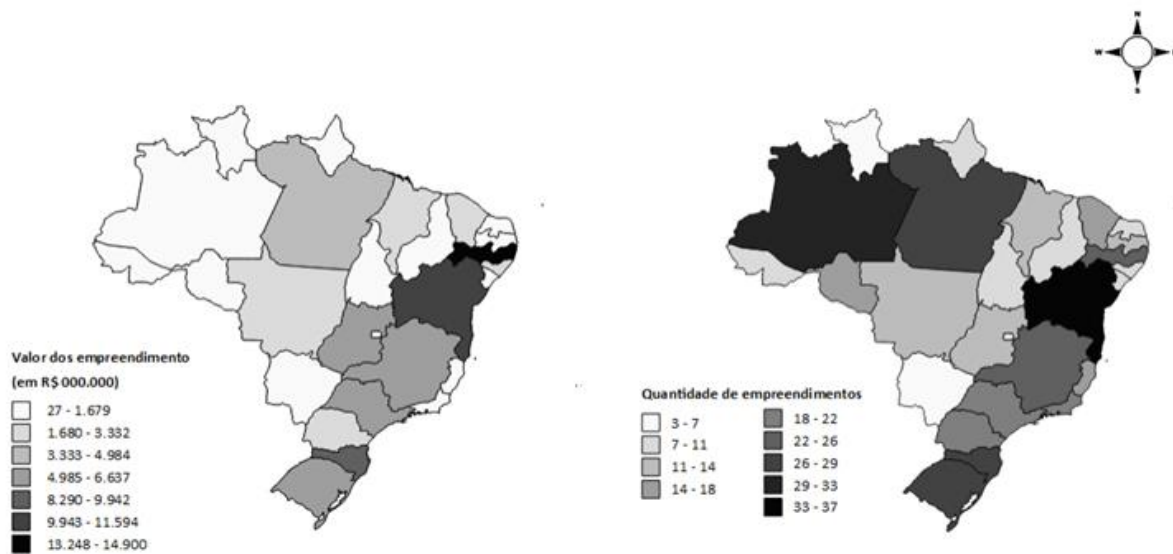 N
W
S
Valor dos empreendimento
(em R$ 000.000)
27 - 1.679
1.680 - 3.332
3.333 - 4.984
4.985 - 6.637
8.290 - 9.942
9.943 - 11.594
13.248 - 14.900
Quantidade de empreendimentos
3 - 7
7 - 11
11 - 14
14 - 18
18 - 22
22 - 26
26 - 29
29 - 33
33 - 37